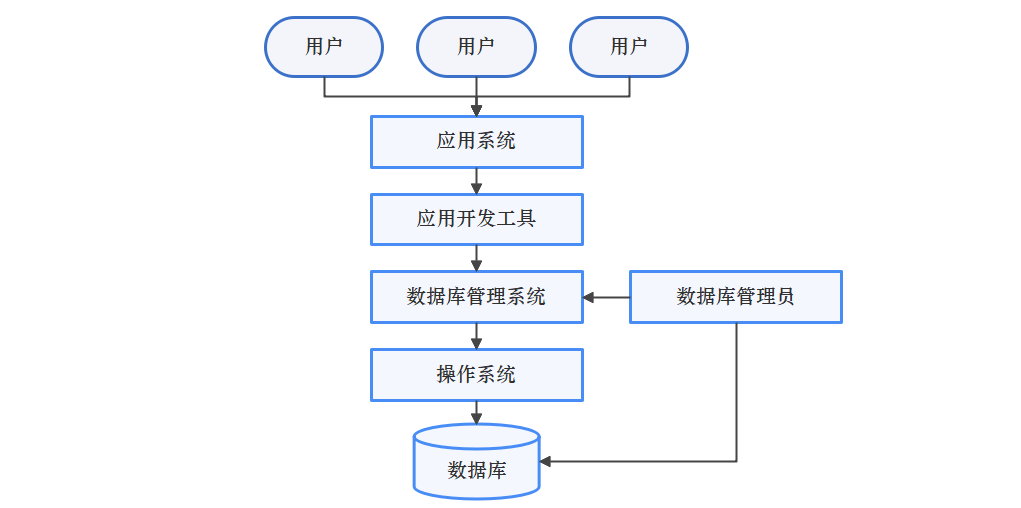 用户
用户
用户
应用系统
应用开发工具
数据库管理系统
数据库管理员
操作系统
数据库